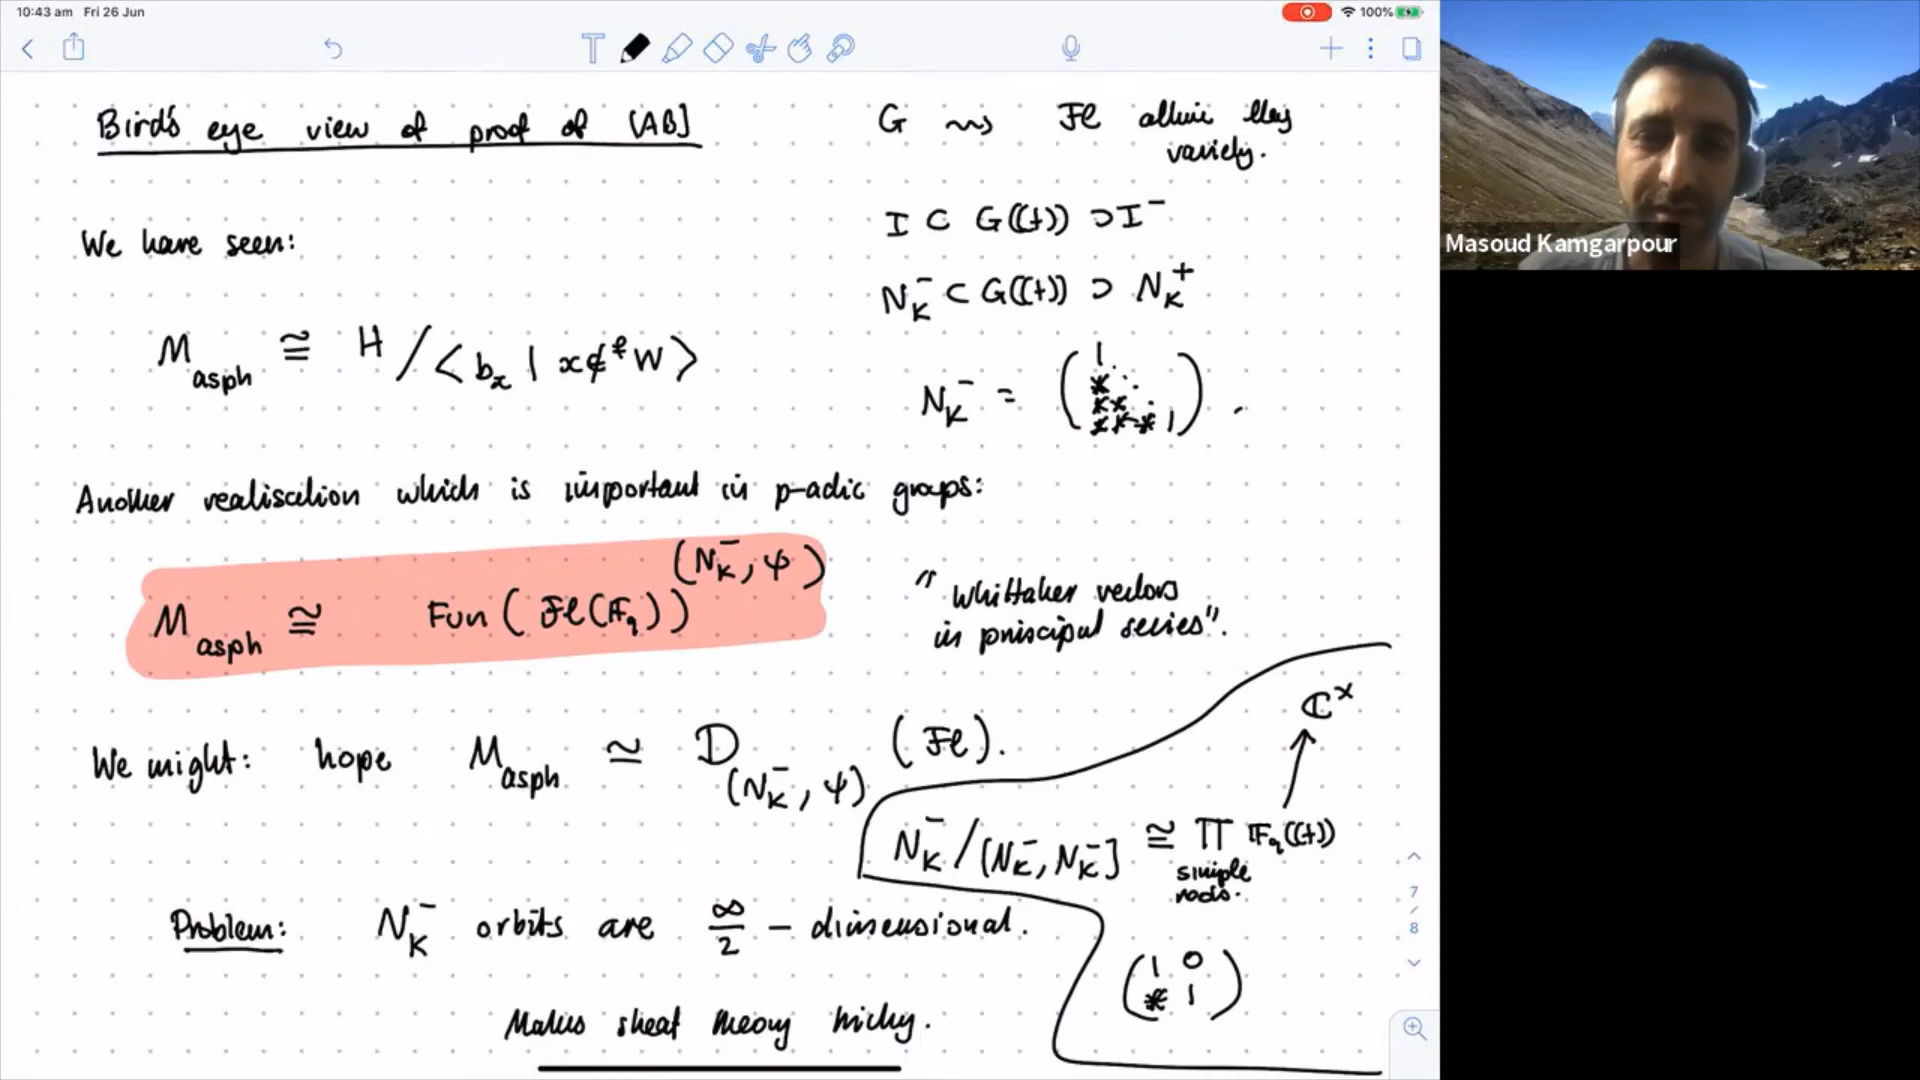 10:43 am Fri 26 Jun
100%
Bird's eye view of proof of [AB]
G ⇝ Fl affine flag
variety.
We have seen:
I ⊂ G((t)) ⊃ I⁻
N_K⁻ ⊂ G((t)) ⊃ N_K⁺
M_asph ≅ H / ⟨ b_x | x ∉ ᶠW ⟩
N_K⁻ = ( 1 * ** *** 1 ) .
Another realisation which is important in p-adic groups:
M_asph ≅ Fun ( Fl(𝔽_q) )^(N_K⁻, ψ)
"Whittaker vectors
in principal series".
We might: hope M_asph ≃ D_(N_K⁻, ψ) (Fl).
ℂ^x
N_K⁻ / [N_K⁻, N_K⁻] ≅ ∏ 𝔽_q((t))
simple
roots.
Problem: N_K⁻ orbits are ∞/2 - dimensional.
( 1 0
* 1 )
Makes sheaf theory tricky.
7
/
8
Masoud Kamgarpour